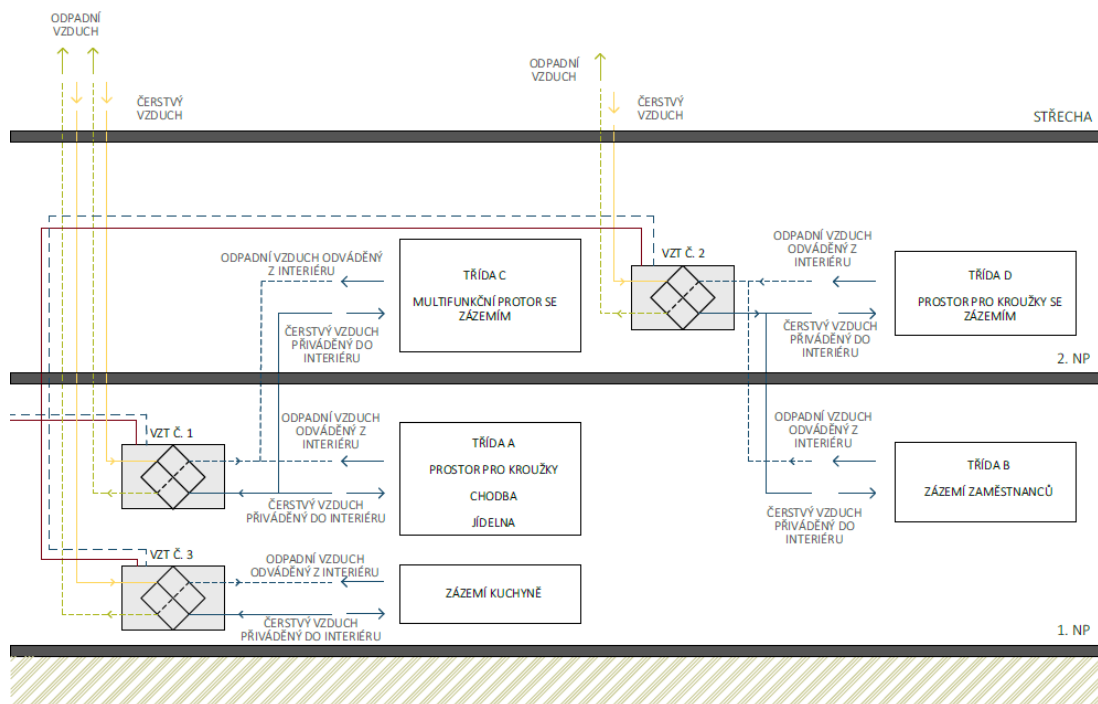 ODPADNÍ
VZDUCH
ČERSTVÝ
VZDUCH
ODPADNÍ
VZDUCH
ČERSTVÝ
VZDUCH
STŘECHA
ODPADNÍ VZDUCH ODVÁDĚNÝ
Z INTERIÉRU
TŘÍDA C
MULTIFUNKČNÍ PROTOR SE
ZÁZEMÍM
ČERSTVÝ VZDUCH
PŘIVÁDĚNÝ DO
INTERIÉRU
VZT Č. 2
ODPADNÍ VZDUCH
ODVÁDĚNÝ Z
INTERIÉRU
TŘÍDA D
PROSTOR PRO KROUŽKY SE
ZÁZEMÍM
ČERSTVÝ VZDUCH
PŘIVÁDĚNÝ DO
INTERIÉRU
2. NP
VZT Č. 1
ODPADNÍ VZDUCH
ODVÁDĚNÝ Z
INTERIÉRU
TŘÍDA A
PROSTOR PRO KROUŽKY
CHODBA
JÍDELNA
ČERSTVÝ VZDUCH
PŘIVÁDĚNÝ DO INTERIÉRU
ODPADNÍ VZDUCH
ODVÁDĚNÝ Z
INTERIÉRU
TŘÍDA B
ZÁZEMÍ ZAMĚSTNANCŮ
ČERSTVÝ VZDUCH
PŘIVÁDĚNÝ DO
INTERIÉRU
VZT Č. 3
ODPADNÍ VZDUCH
ODVÁDĚNÝ Z INTERIÉRU
ZÁZEMÍ KUCHYNĚ
ČERSTVÝ VZDUCH
PŘIVÁDĚNÝ DO INTERIÉRU
1. NP